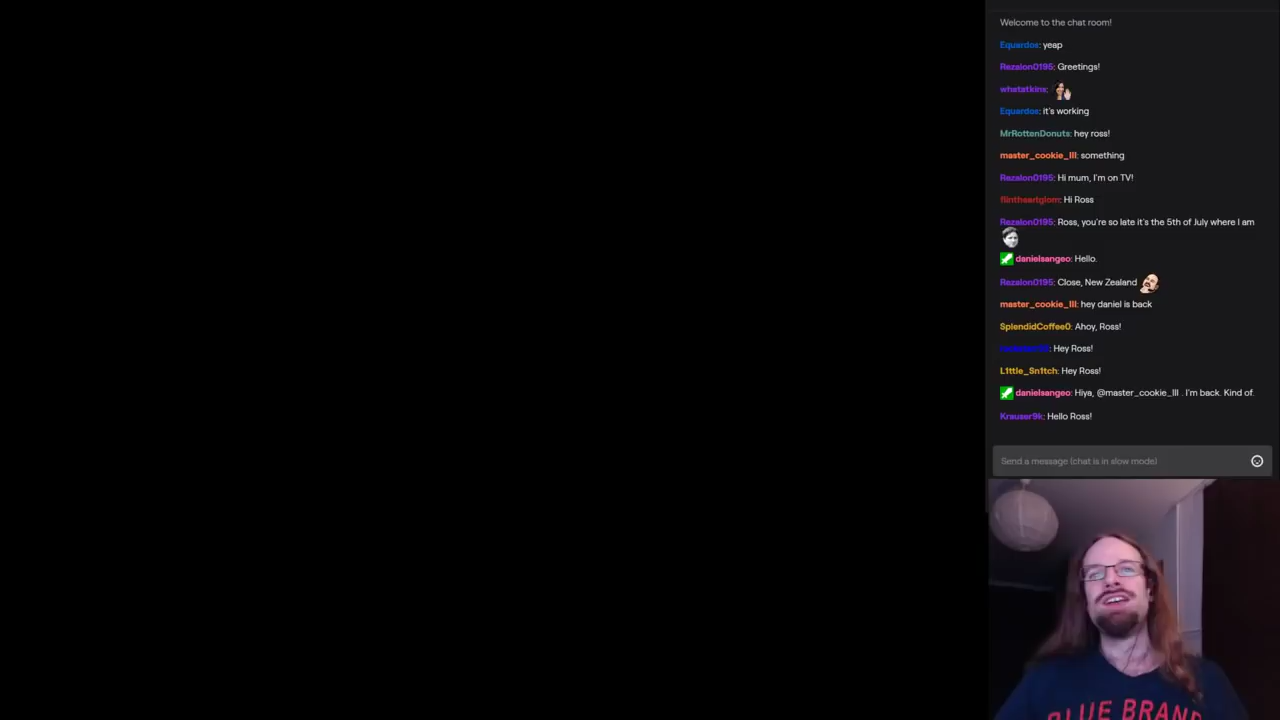 Welcome to the chat room!
Equardos: yeap
Rezalon0195: Greetings!
whatatkinx:
Equardos: it's working
MrRottenDonuts: hey ross!
master_cookie_III: something
Rezalon0195: Hi mum, I'm on TV!
flintheartglom: Hi Ross
Rezalon0195: Ross, you're so late it's the 5th of July where I am
danielsangeo: Hello.
Rezalon0195: Close, New Zealand
master_cookie_III: hey daniel is back
SplendidCoffee0: Ahoy, Ross!
: Hey Ross!
L1ttle_Sn1tch: Hey Ross!
danielsangeo: Hiya, @master_cookie_III . I'm back. Kind of.
Krauser9k: Hello Ross!
Send a message (chat is in slow mode)
BLUE BRAND